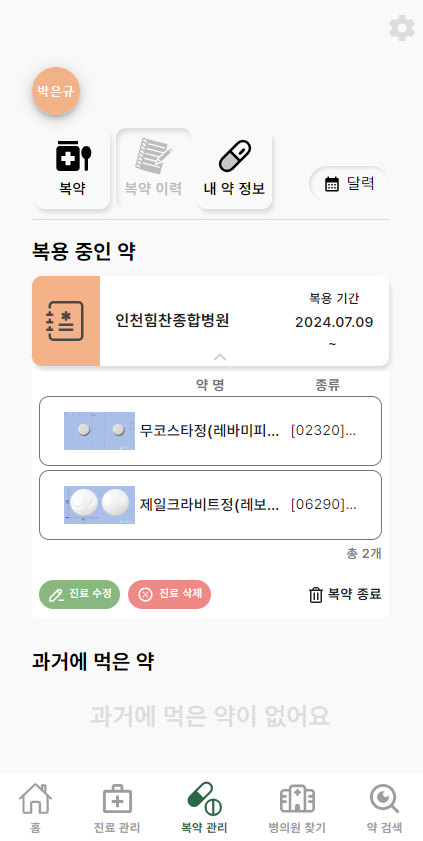 박은규
복약
복약 이력
내 약 정보
달력
복용 중인 약
인천힘찬종합병원
복용 기간
2024.07.09
~
약 명
종류
무코스타정(레바미피...
[02320]...
제일크라비트정(레보...
[06290]...
총 2개
진료 수정
진료 삭제
복약 종료
과거에 먹은 약
과거에 먹은 약이 없어요
홈
진료 관리
복약 관리
병의원 찾기
약 검색